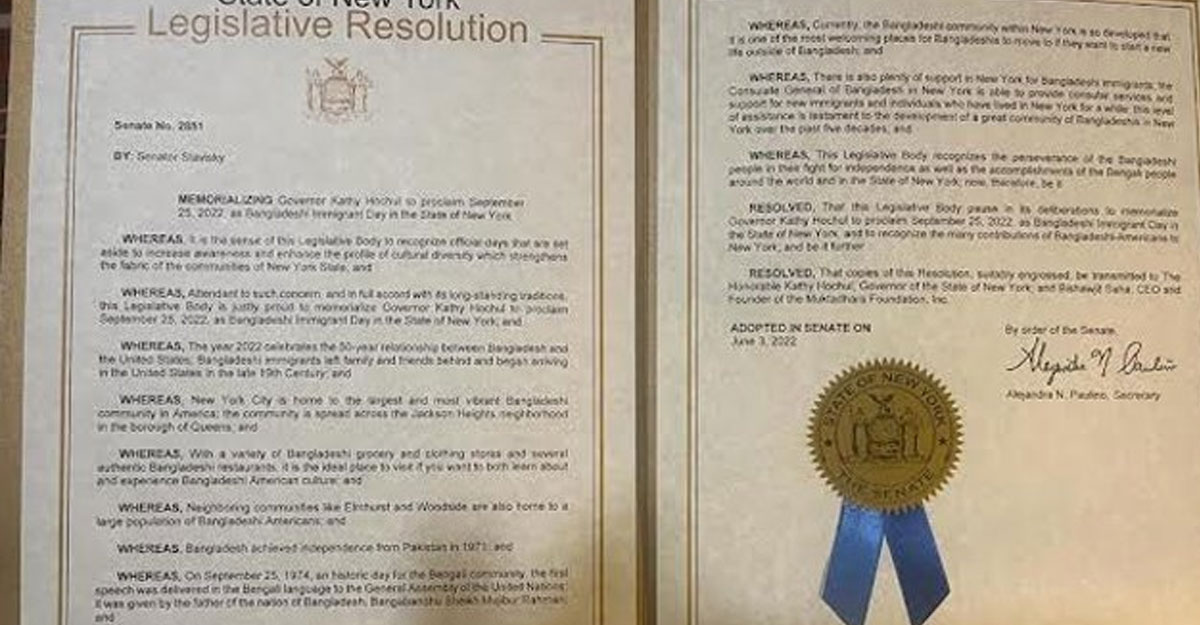 State of New York
Legislative Resolution
Senate No. 2851
BY: Senator Stavisky
MEMORIALIZING Governor Kathy Hochul to proclaim September
25, 2022, as Bangladeshi Immigrant Day in the State of New York
WHEREAS, It is the sense of this Legislative Body to recognize official days that are set
aside to increase awareness and enhance the profile of cultural diversity which strengthens
the fabric of the communities of New York State; and
WHEREAS, Attendant to such concern, and in full accord with its long-standing traditions,
this Legislative Body is justly proud to memorialize Governor Kathy Hochul to proclaim
September 25, 2022, as Bangladeshi Immigrant Day in the State of New York; and
WHEREAS, The year 2022 celebrates the 50-year relationship between Bangladesh and
the United States; Bangladeshi immigrants left family and friends behind and began arriving
in the United States in the late 19th Century; and
WHEREAS, New York City is home to the largest and most vibrant Bangladeshi
community in America; the community is spread across the Jackson Heights neighborhood
in the borough of Queens; and
WHEREAS, With a variety of Bangladeshi grocery and clothing stores and several
authentic Bangladeshi restaurants, it is the ideal place to visit if you want to both learn about
and experience Bangladeshi American culture; and
WHEREAS, Neighboring communities like Elmhurst and Woodside are also home to a
large population of Bangladeshi Americans; and
WHEREAS, Bangladesh achieved independence from Pakistan in 1971; and
WHEREAS, On September 25, 1974, an historic day for the Bengali community, the first
speech was delivered in the Bengali language to the General Assembly of the United Nations;
it was given by the father of the nation of Bangladesh, Bangabandhu Sheikh Mujibur Rahman;
and
WHEREAS, Currently, the Bangladeshi community within New York is so developed that
it is one of the most welcoming places for Bangladeshis to move to if they want to start a new
life outside of Bangladesh; and
WHEREAS, There is also plenty of support in New York for Bangladeshi immigrants; the
Consulate General of Bangladesh in New York is able to provide consular services and
support for new immigrants and individuals who have lived in New York for a while; this level
of assistance is testament to the development of a great community of Bangladeshis in New
York over the past five decades; and
WHEREAS, This Legislative Body recognizes the perseverance of the Bangladeshi
people in their fight for independence as well as the accomplishments of the Bengali people
around the world and in the State of New York; now, therefore, be it
RESOLVED, That this Legislative Body pause in its deliberations to memorialize
Governor Kathy Hochul to proclaim September 25, 2022, as Bangladeshi Immigrant Day in
the State of New York, and to recognize the many contributions of Bangladeshi-Americans to
New York; and be it further
RESOLVED, That copies of this Resolution, suitably engrossed, be transmitted to The
Honorable Kathy Hochul, Governor of the State of New York; and Bishawjit Saha, CEO and
Founder of the Muktadhara Foundation, Inc.
ADOPTED IN SENATE ON
June 3, 2022
By order of the Senate,
Alejandra N. Paulino
Alejandra N. Paulino, Secretary
STATE OF NEW YORK
THE SENATE